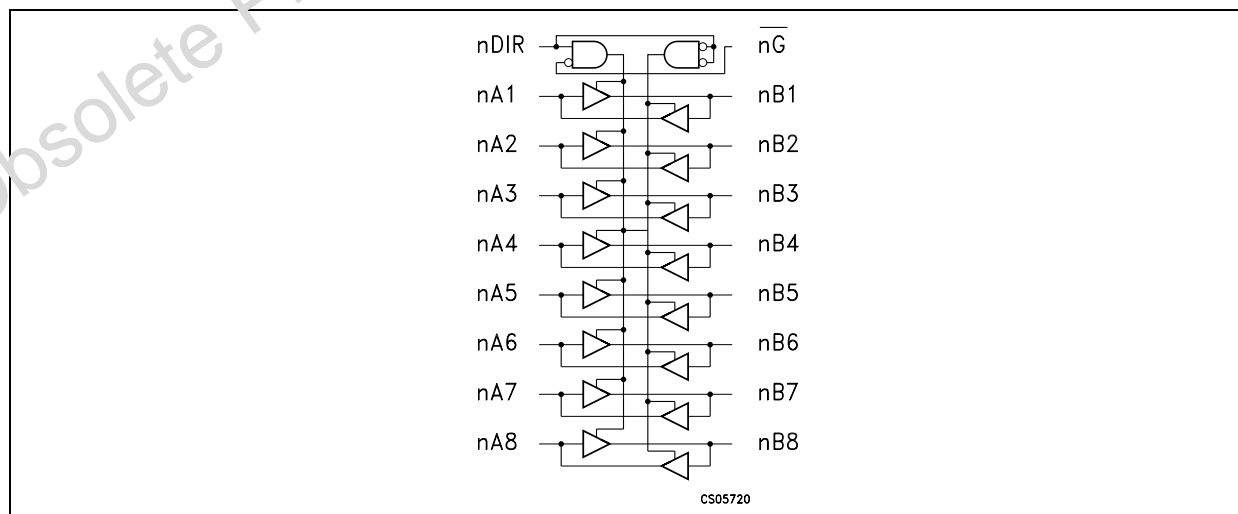 nDIR nG
nA1 nB1
nA2 nB2
nA3 nB3
nA4 nB4
nA5 nB5
nA6 nB6
nA7 nB7
nA8 nB8
CS05720
Obsolete